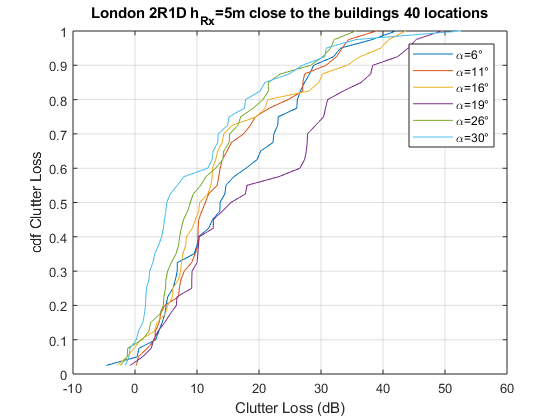 London 2R1D h_Rx=5m close to the buildings 40 locations
1
0.9
0.8
0.7
0.6
0.5
0.4
0.3
0.2
0.1
0
cdf Clutter Loss
α=6°
α=11°
α=16°
α=19°
α=26°
α=30°
-10
0
10
20
30
40
50
60
Clutter Loss (dB)